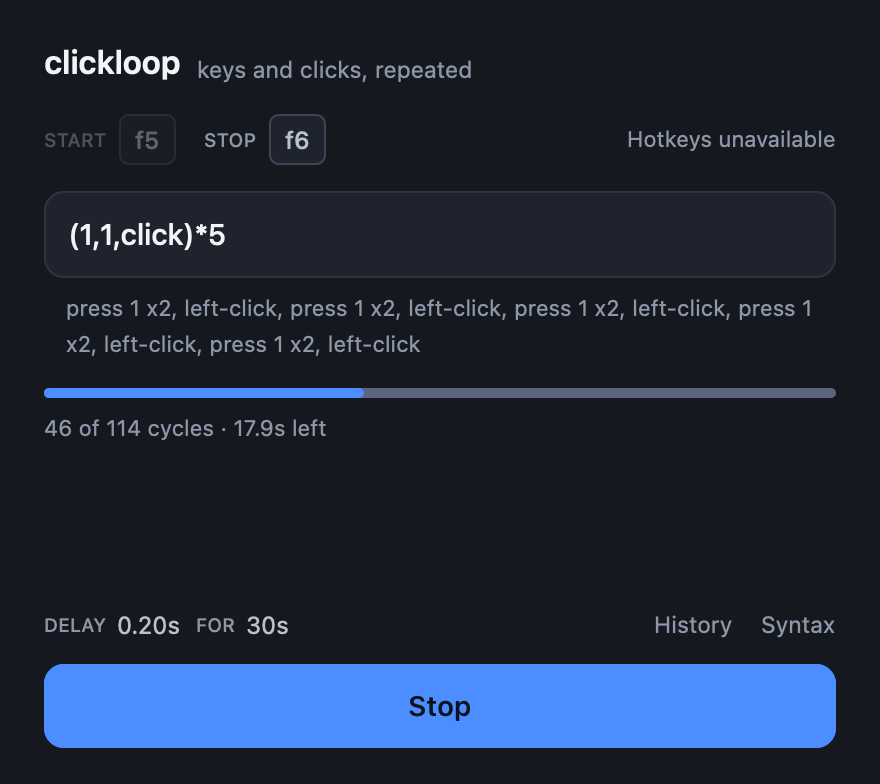 clickloop keys and clicks, repeated
START f5 STOP f6 Hotkeys unavailable
(1,1,click)*5
press 1 x2, left-click, press 1 x2, left-click, press 1 x2, left-click, press 1
x2, left-click, press 1 x2, left-click
46 of 114 cycles · 17.9s left
DELAY 0.20s FOR 30s History Syntax
Stop